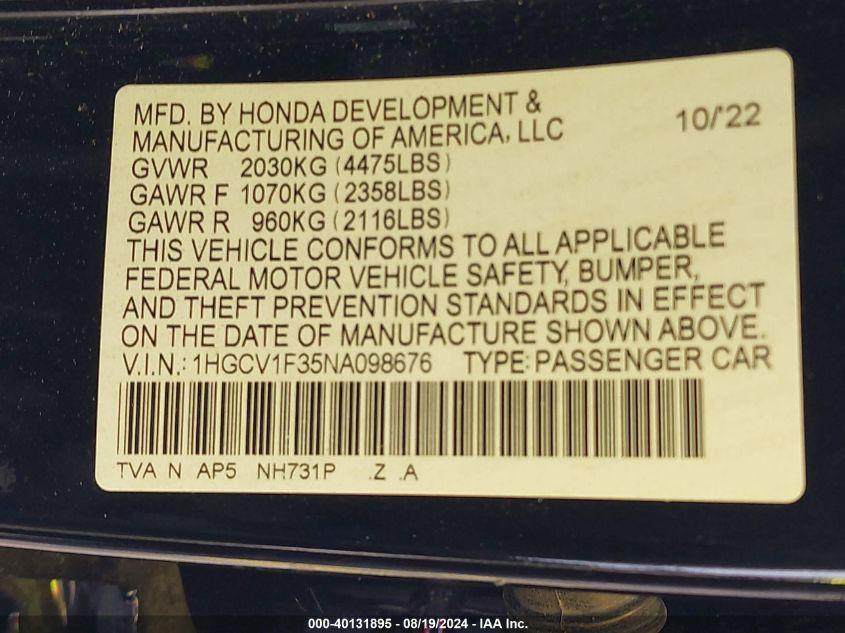 MFD. BY HONDA DEVELOPMENT &
MANUFACTURING OF AMERICA, LLC 10/'22
GVWR 2030KG (4475LBS)
GAWR F 1070KG (2358LBS)
GAWR R 960KG (2116LBS)
THIS VEHICLE CONFORMS TO ALL APPLICABLE
FEDERAL MOTOR VEHICLE SAFETY, BUMPER,
AND THEFT PREVENTION STANDARDS IN EFFECT
ON THE DATE OF MANUFACTURE SHOWN ABOVE.
V.I.N.: 1HGCV1F35NA098676 TYPE: PASSENGER CAR
TVA N AP5 NH731P .Z .A
000-40131895 - 08/19/2024 - IAA Inc.